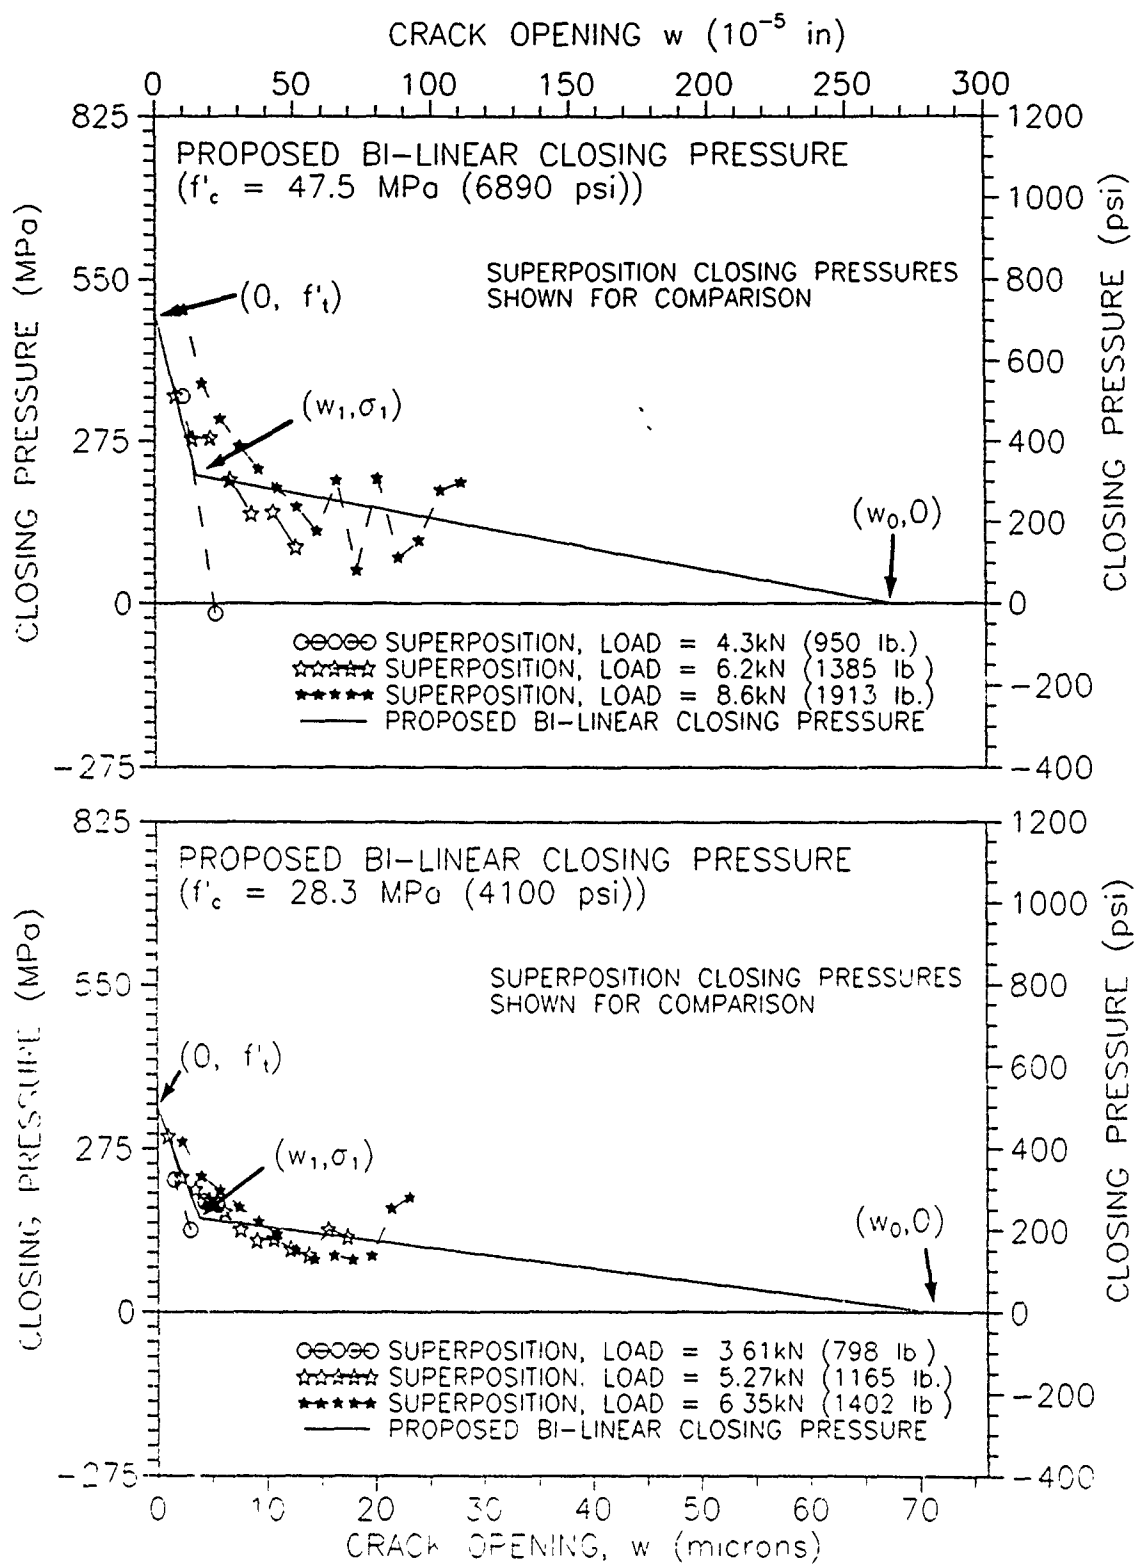 CRACK OPENING w (10⁻⁵ in)
0 50 100 150 200 250 300
825
550
275
0
-275
CLOSING PRESSURE (MPa)
1200
1000
800
600
400
200
0
-200
-400
CLOSING PRESSURE (psi)
PROPOSED BI-LINEAR CLOSING PRESSURE
(f'c = 47.5 MPa (6890 psi))
SUPERPOSITION CLOSING PRESSURES
SHOWN FOR COMPARISON
(0, f't)
(w₁,σ₁)
(w₀,0)
SUPERPOSITION, LOAD = 4.3kN (950 lb.)
SUPERPOSITION, LOAD = 6.2kN (1385 lb )
SUPERPOSITION, LOAD = 8.6kN (1913 lb.)
PROPOSED BI-LINEAR CLOSING PRESSURE
825
550
275
0
-275
CLOSING PRESSURE (MPa)
1200
1000
800
600
400
200
0
-200
-400
CLOSING PRESSURE (psi)
PROPOSED BI-LINEAR CLOSING PRESSURE
(f'c = 28.3 MPa (4100 psi))
SUPERPOSITION CLOSING PRESSURES
SHOWN FOR COMPARISON
(0, f't)
(w₁,σ₁)
(w₀,0)
SUPERPOSITION, LOAD = 3 61kN (798 lb )
SUPERPOSITION. LOAD = 5.27kN (1165 lb.)
SUPERPOSITION, LOAD = 6 35kN (1402 lb )
PROPOSED BI-LINEAR CLOSING PRESSURE
0 10 20 30 40 50 60 70
CRACK OPENING, w (microns)